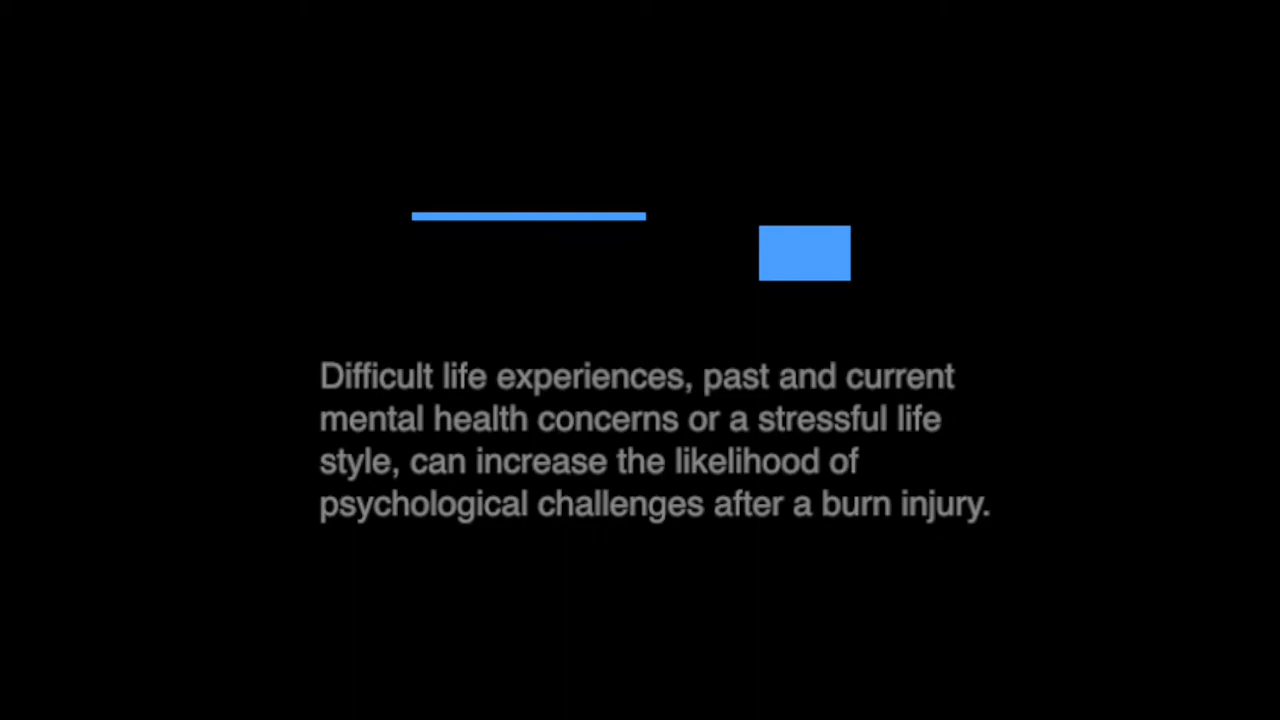 Difficult life experiences, past and current
mental health concerns or a stressful life
style, can increase the likelihood of
psychological challenges after a burn injury.